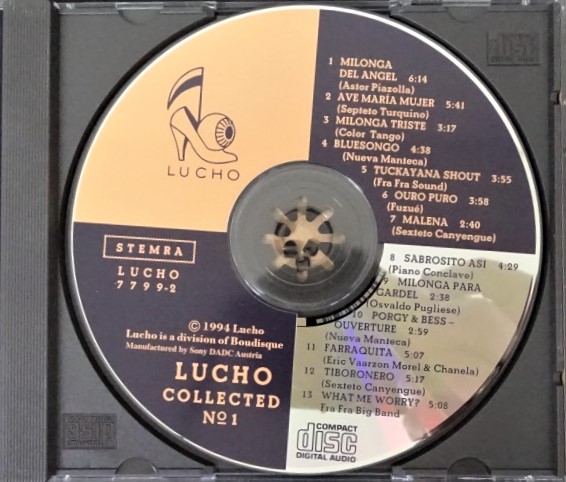 LUCHO
1 MILONGA
DEL ANGEL 6:14
(Astor Piazolla)
2 AVE MARÍA MUJER 5:41
(Septeto Turquino)
3 MILONGA TRISTE 3:17
(Color Tango)
4 BLUESONGO 4:38
(Nueva Manteca)
5 TUCKAYANA SHOUT 3:55
(Fra Fra Sound)
6 OURO PURO 3:58
(Fuzué)
7 MALENA 2:40
(Sexteto Canyengue)
8 SABROSITO ASI 4:29
(Piano Conclave)
9 MILONGA PARA
GARDEL 2:38
(Osvaldo Pugliese)
10 PORGY & BESS –
OUVERTURE 2:59
(Nueva Manteca)
11 FARRAQUITA 5:07
(Eric Vaarzon Morel & Chanela)
12 TIBORONERO 5:17
(Sexteto Canyengue)
13 WHAT ME WORRY? 5:08
Fra Fra Big Band
STEMRA
LUCHO
7799-2
© 1994 Lucho
Lucho is a division of Boudisque
Manufactured by Sony DADC Austria
LUCHO
COLLECTED
Nº 1
COMPACT
disc
DIGITAL AUDIO
disc
disc